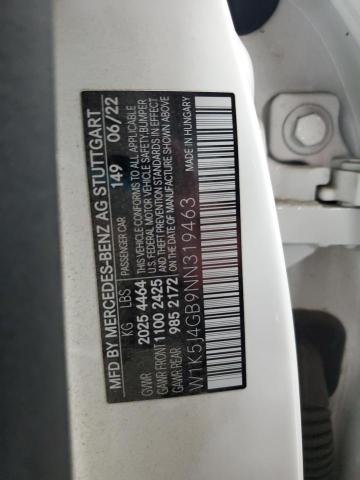 MFD BY MERCEDES-BENZ AG STUTTGART
PASSENGER CAR 149 06/22
KG LBS
GVWR 2025 4464
GAWR FRONT 1100 2425
GAWR REAR 985 2172
THIS VEHICLE CONFORMS TO ALL APPLICABLE
U.S. FEDERAL MOTOR VEHICLE SAFETY, BUMPER
AND THEFT PREVENTION STANDARDS IN EFFECT
ON THE DATE OF MANUFACTURE SHOWN ABOVE
MADE IN HUNGARY
W1K5J4GB9NN319463